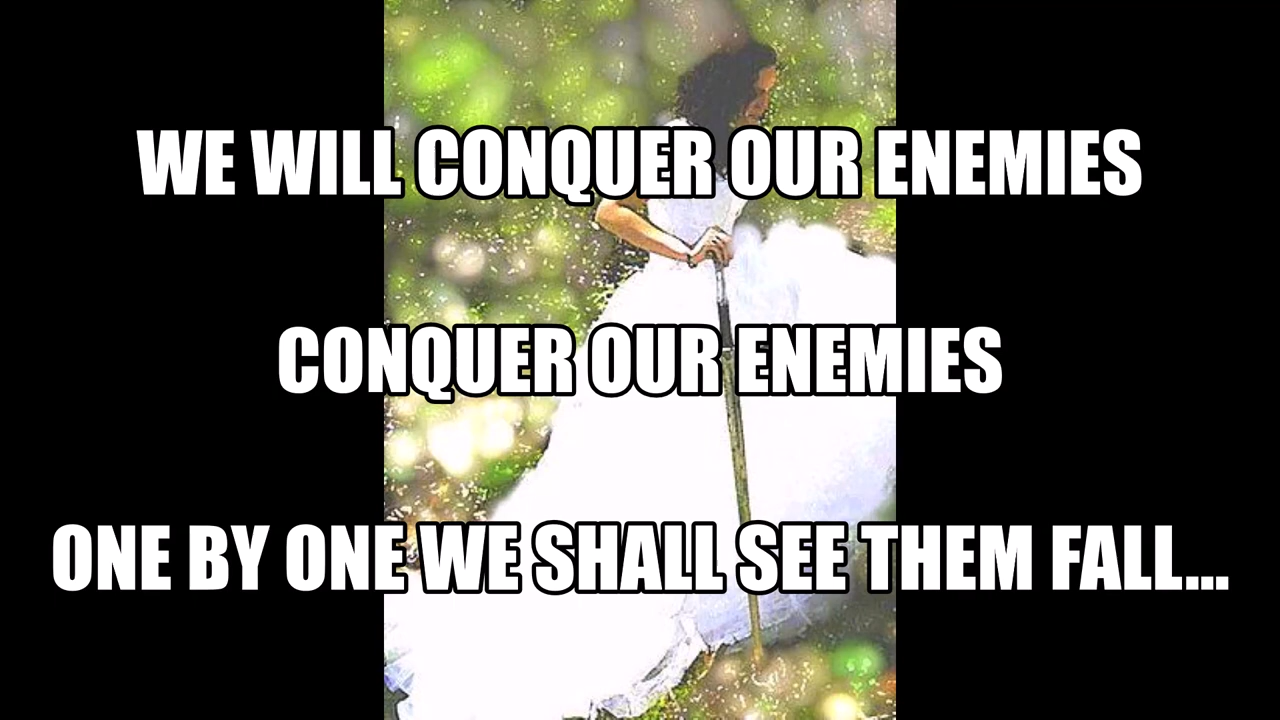 WE WILL CONQUER OUR ENEMIES
CONQUER OUR ENEMIES
ONE BY ONE WE SHALL SEE THEM FALL...